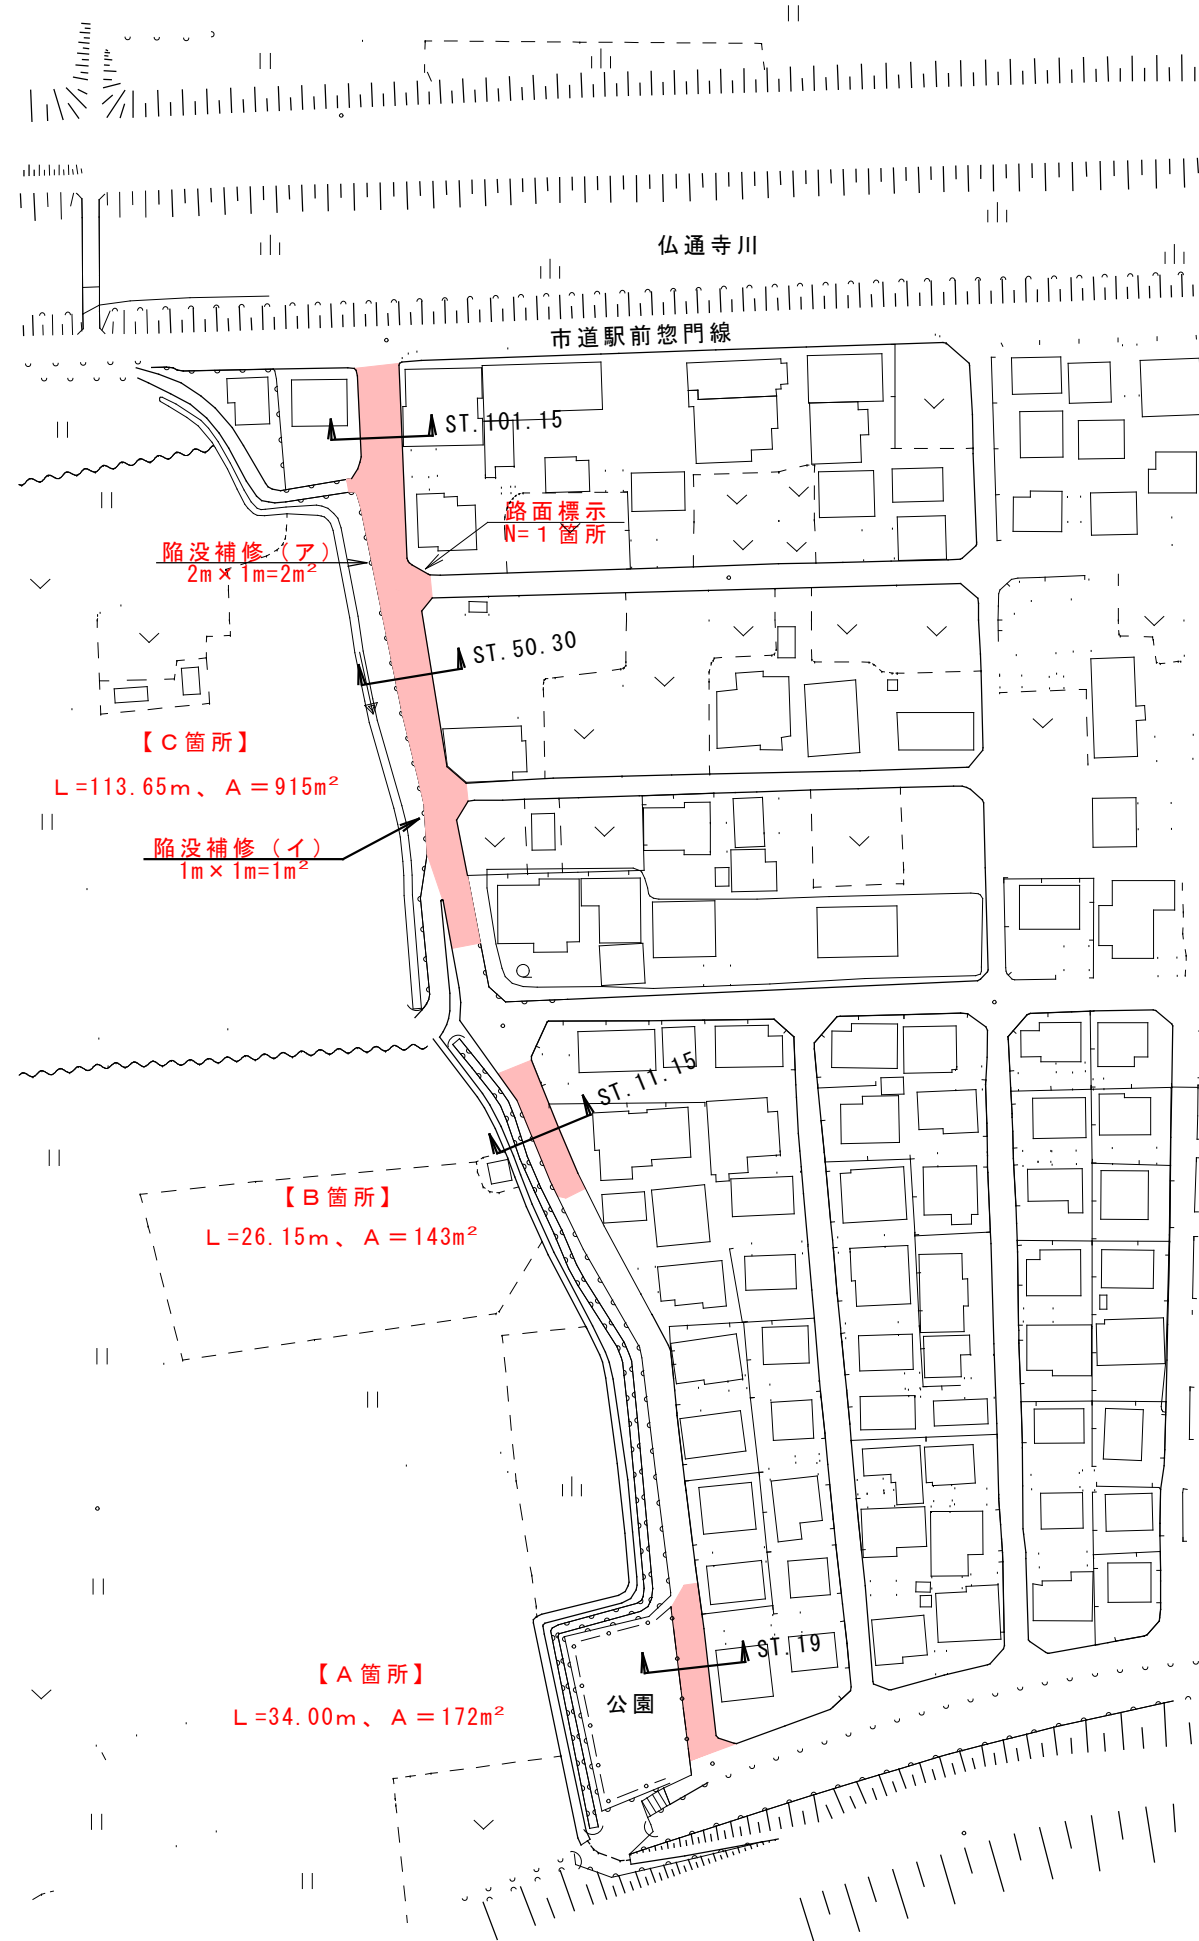 仏通寺川
市道駅前惣門線
ST.101.15
路面標示
N=1箇所
陥没補修（ア）
2m×1m=2m²
ST.50.30
【C箇所】
L=113.65m、A=915m²
陥没補修（イ）
1m×1m=1m²
ST.11.15
【B箇所】
L=26.15m、A=143m²
ST.19
【A箇所】
公園
L=34.00m、A=172m²